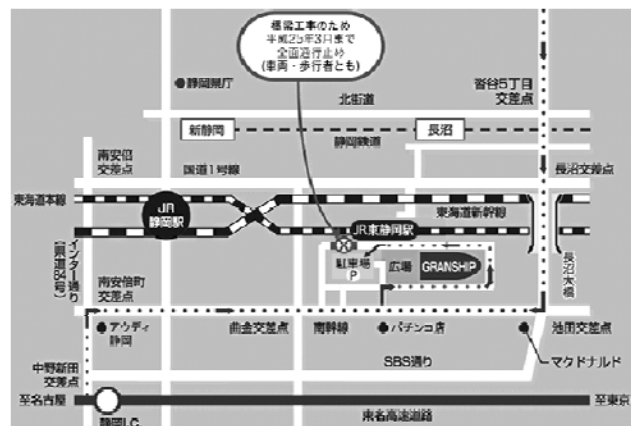 橋梁工事のため
平成25年3月まで
全面通行止め
(車両・歩行者とも)
静岡県庁
北街道
沓谷5丁目
交差点
新静岡
静岡鉄道
長沼
南安倍
交差点
国道1号線
長沼交差点
東海道本線
JR
静岡駅
東海道新幹線
JR東静岡駅
インター通り
【県道84号】
駐車場
P
広場
GRANSHIP
長沼大橋
南安倍町
交差点
アウディ
静岡
曲金交差点
南幹線
パチンコ店
池田交差点
SBS通り
マクドナルド
中野新田
交差点
至名古屋
静岡I.C.
東名高速道路
至東京